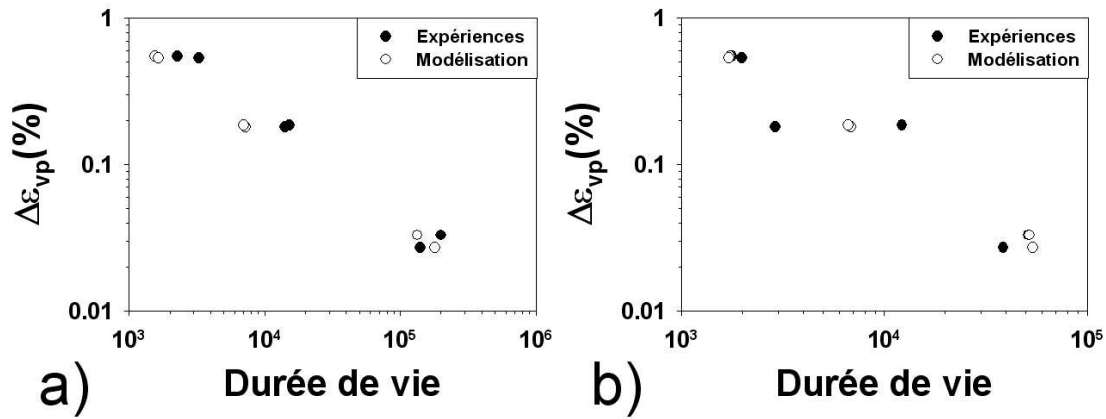 1
0.1
0.01
Δεvp(%)
Expériences
Modélisation
10³ 10⁴ 10⁵ 10⁶
a) Durée de vie
1
0.1
0.01
Δεvp(%)
Expériences
Modélisation
10³ 10⁴ 10⁵
b) Durée de vie